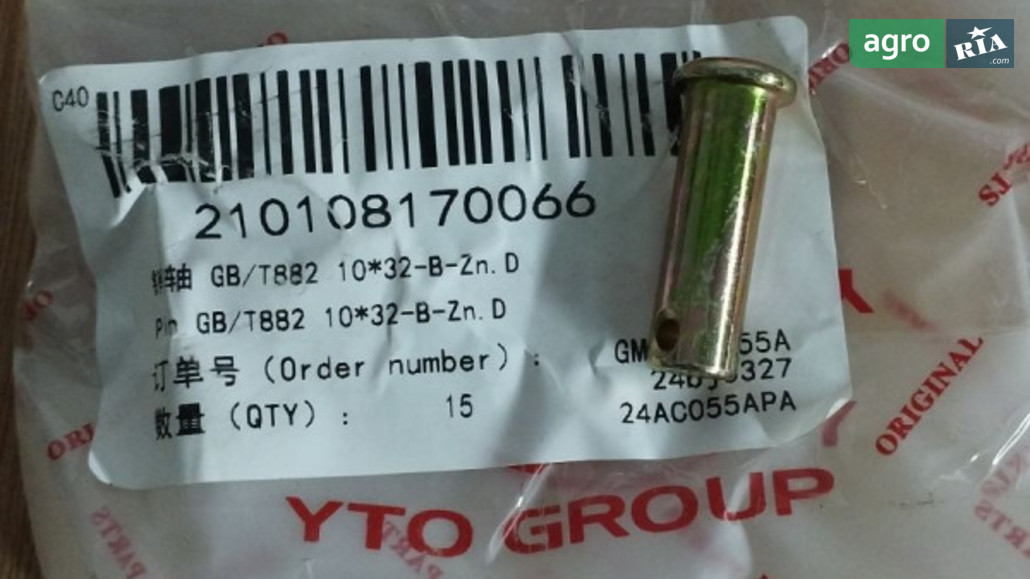 agro RIA
.com
C40
210108170066
GB/T882 10*32-B-Zn.D
Pin GB/T882 10*32-B-Zn.D
订单号 (Order number) :
数量 (QTY) : 15
24AC055APA
ORIGINAL
YTO GROUP